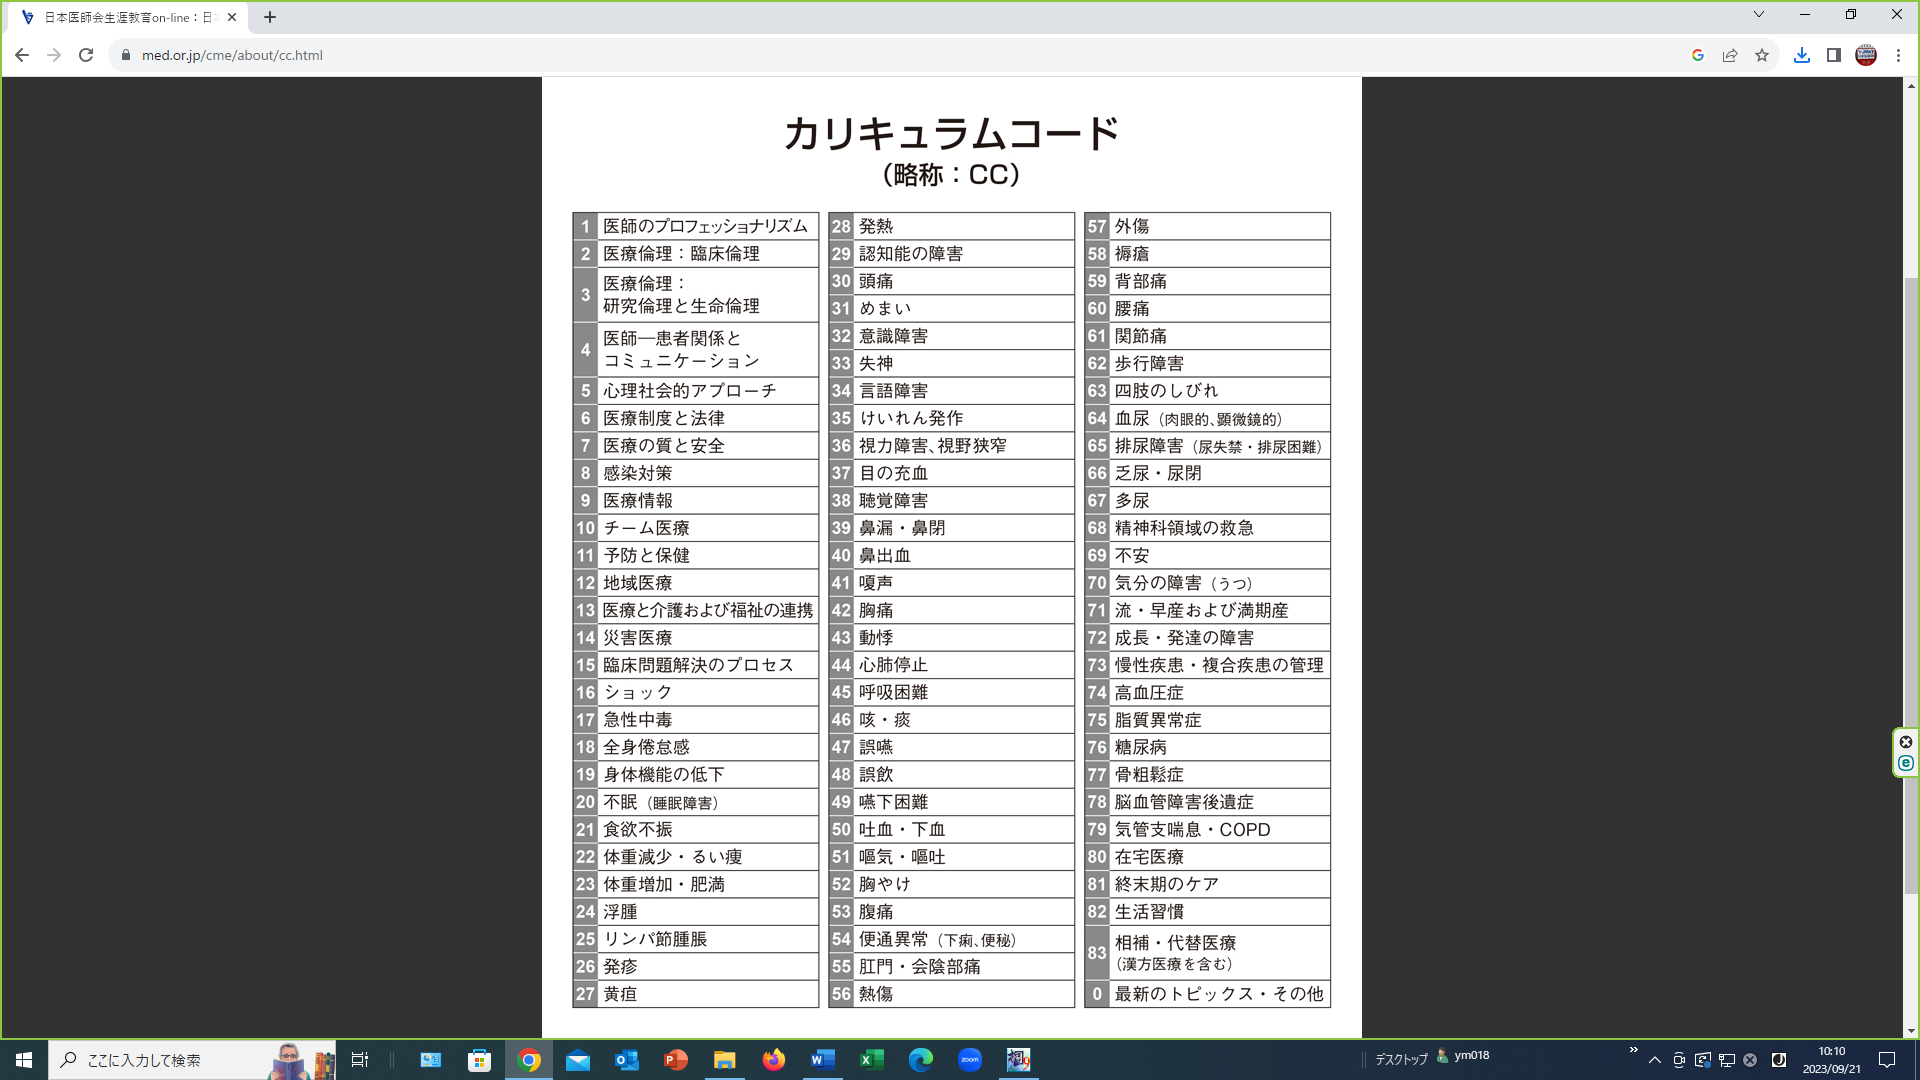 日本医師会生涯教育on-line：日
med.or.jp/cme/about/cc.html
カリキュラムコード
（略称：CC）
1 医師のプロフェッショナリズム
2 医療倫理：臨床倫理
3 医療倫理：
研究倫理と生命倫理
4 医師―患者関係と
コミュニケーション
5 心理社会的アプローチ
6 医療制度と法律
7 医療の質と安全
8 感染対策
9 医療情報
10 チーム医療
11 予防と保健
12 地域医療
13 医療と介護および福祉の連携
14 災害医療
15 臨床問題解決のプロセス
16 ショック
17 急性中毒
18 全身倦怠感
19 身体機能の低下
20 不眠（睡眠障害）
21 食欲不振
22 体重減少・るい痩
23 体重増加・肥満
24 浮腫
25 リンパ節腫脹
26 発疹
27 黄疸
28 発熱
29 認知能の障害
30 頭痛
31 めまい
32 意識障害
33 失神
34 言語障害
35 けいれん発作
36 視力障害、視野狭窄
37 目の充血
38 聴覚障害
39 鼻漏・鼻閉
40 鼻出血
41 嗄声
42 胸痛
43 動悸
44 心肺停止
45 呼吸困難
46 咳・痰
47 誤嚥
48 誤飲
49 嚥下困難
50 吐血・下血
51 嘔気・嘔吐
52 胸やけ
53 腹痛
54 便通異常（下痢、便秘）
55 肛門・会陰部痛
56 熱傷
57 外傷
58 褥瘡
59 背部痛
60 腰痛
61 関節痛
62 歩行障害
63 四肢のしびれ
64 血尿（肉眼的、顕微鏡的）
65 排尿障害（尿失禁・排尿困難）
66 乏尿・尿閉
67 多尿
68 精神科領域の救急
69 不安
70 気分の障害（うつ）
71 流・早産および満期産
72 成長・発達の障害
73 慢性疾患・複合疾患の管理
74 高血圧症
75 脂質異常症
76 糖尿病
77 骨粗鬆症
78 脳血管障害後遺症
79 気管支喘息・COPD
80 在宅医療
81 終末期のケア
82 生活習慣
83 相補・代替医療
（漢方医療を含む）
0 最新のトピックス・その他
ここに入力して検索
zoom
デスクトップ
ym018
10:10
2023/09/21